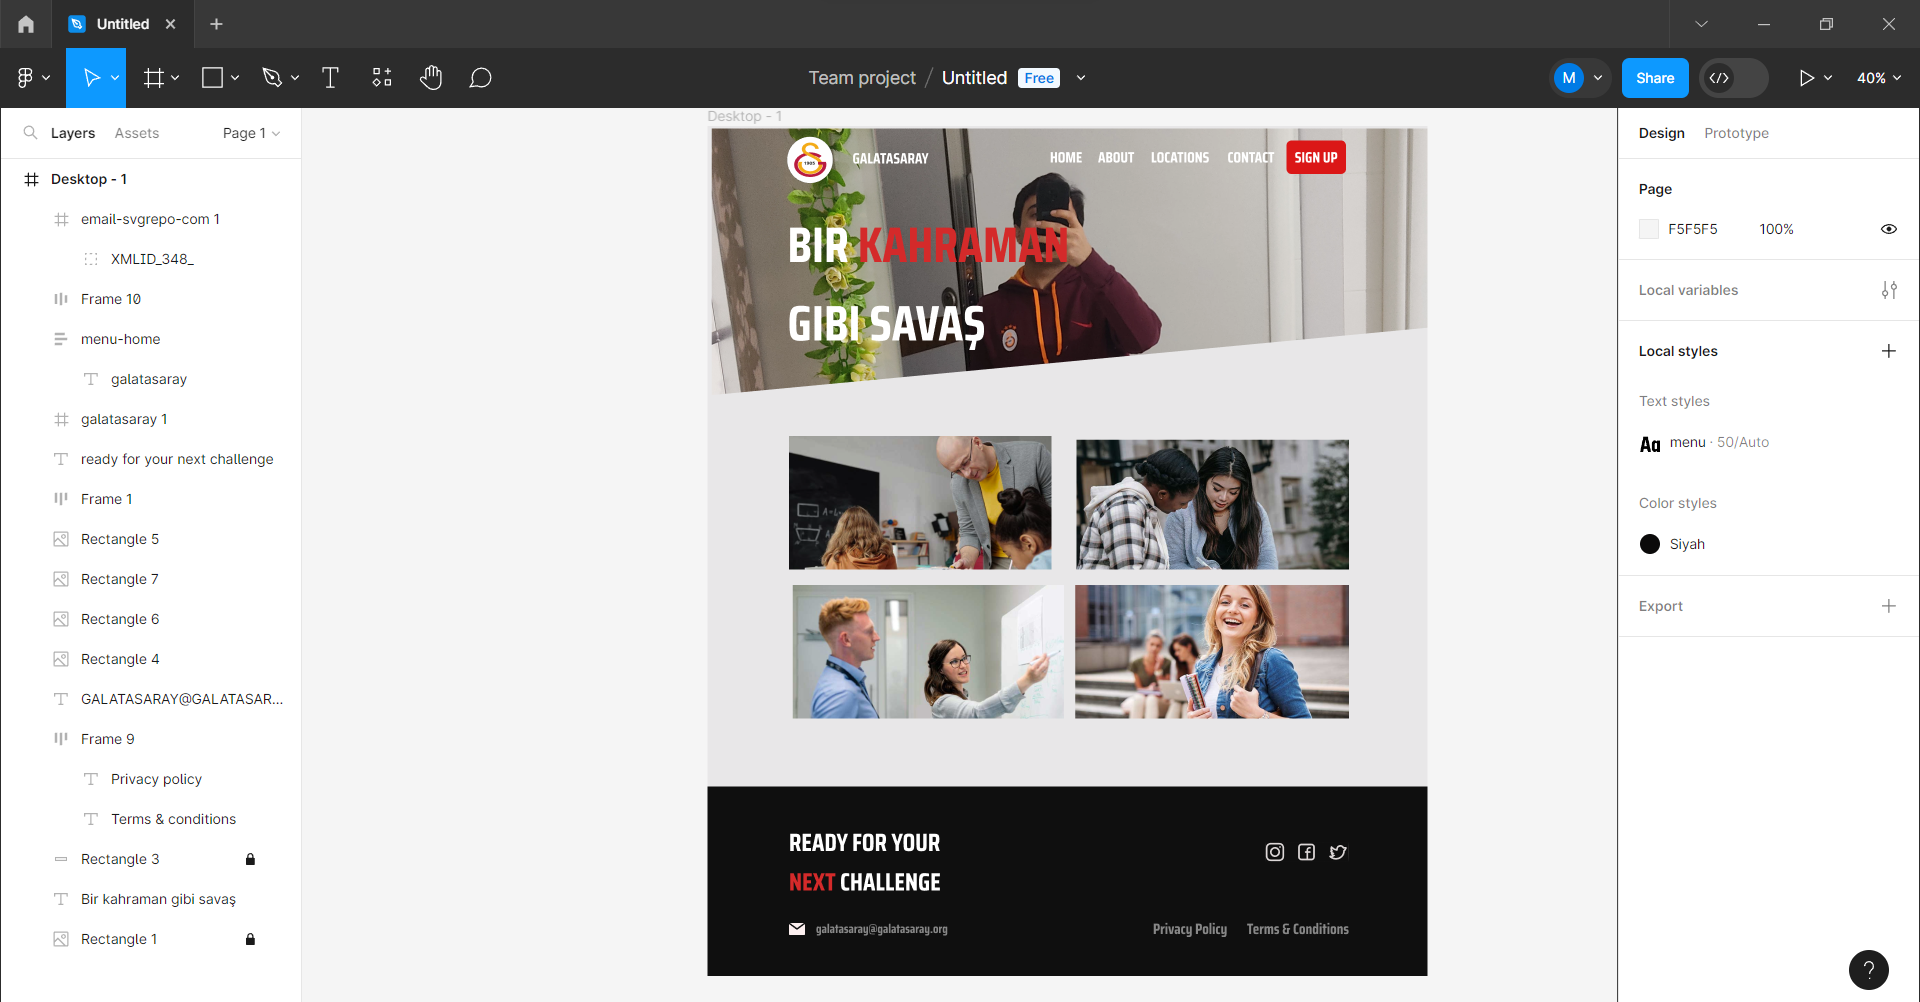 Untitled
Team project / Untitled Free
M
Share
40%
Layers
Assets
Page 1
Desktop - 1
email-svgrepo-com 1
XMLID_348_
Frame 10
menu-home
galatasaray
galatasaray 1
ready for your next challenge
Frame 1
Rectangle 5
Rectangle 7
Rectangle 6
Rectangle 4
GALATASARAY@GALATASAR...
Frame 9
Privacy policy
Terms & conditions
Rectangle 3
Bir kahraman gibi savaş
Rectangle 1
Desktop - 1
1905
GALATASARAY
HOME
ABOUT
LOCATIONS
CONTACT
SIGN UP
BIR KAHRAMAN
GIBI SAVAŞ
READY FOR YOUR
NEXT CHALLENGE
galatasaray@galatasaray.org
Privacy Policy
Terms & Conditions
Design
Prototype
Page
F5F5F5
100%
Local variables
Local styles
Text styles
Aa menu · 50/Auto
Color styles
Siyah
Export
?